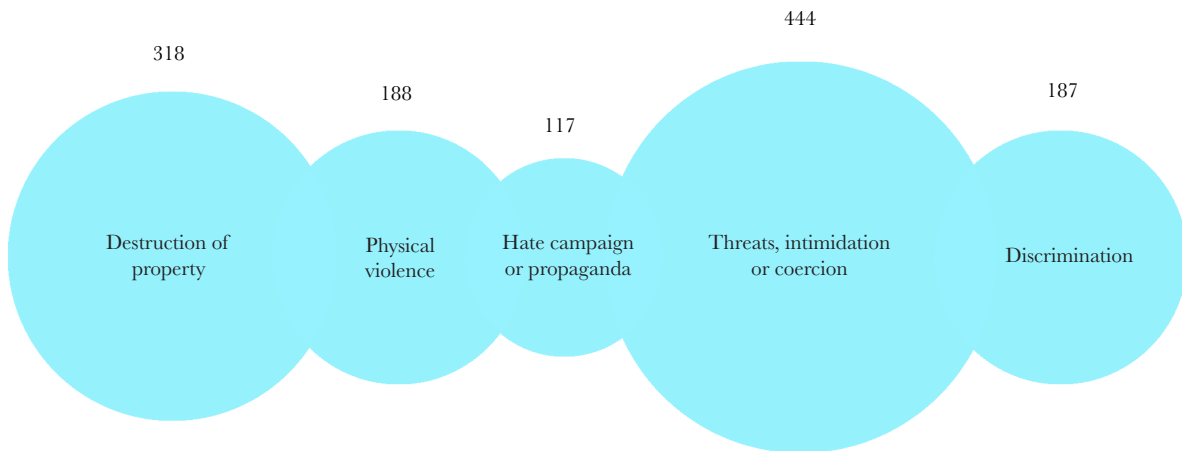 444
318
188
187
117
Destruction of
property
Physical
violence
Hate campaign
or propaganda
Threats, intimidation
or coercion
Discrimination